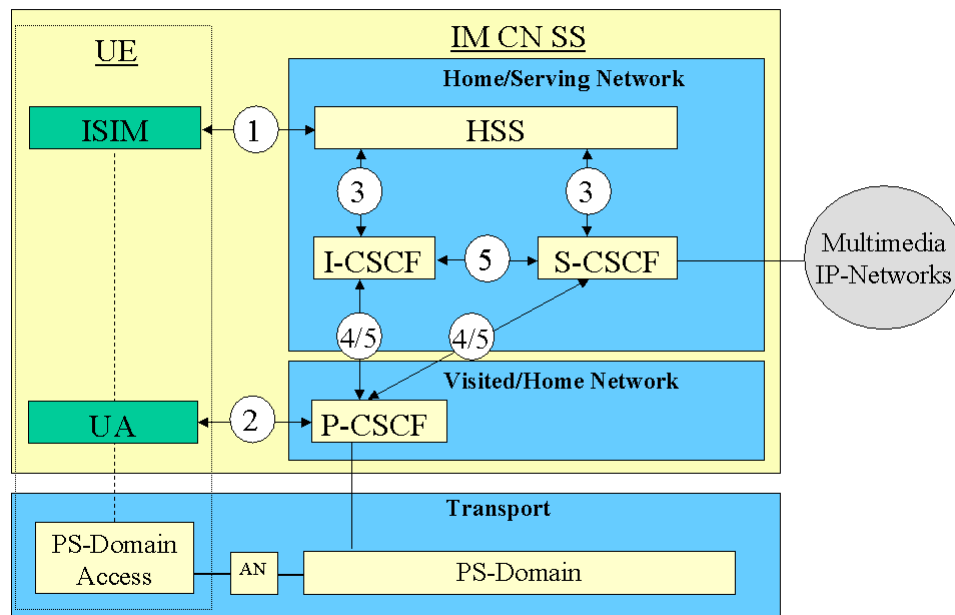 UE
IM CN SS
Home/Serving Network
ISIM
1
HSS
3
3
I-CSCF
5
S-CSCF
Multimedia
IP-Networks
4/5
4/5
Visited/Home Network
UA
2
P-CSCF
Transport
PS-Domain
Access
AN
PS-Domain